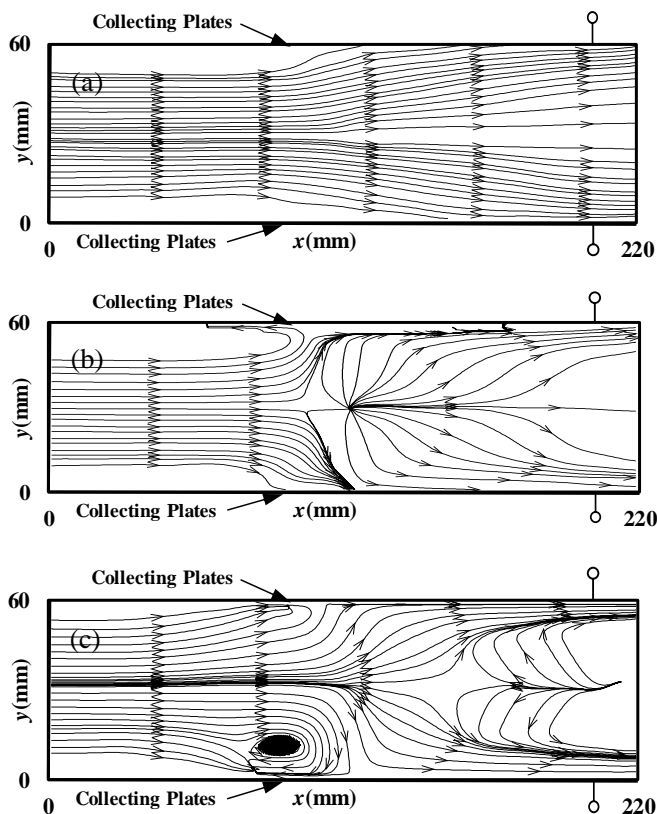 Collecting Plates
60
(a)
y(mm)
0
Collecting Plates
x(mm)
0
220
Collecting Plates
60
(b)
y(mm)
0
Collecting Plates
x(mm)
0
220
Collecting Plates
60
(c)
y(mm)
0
Collecting Plates
x(mm)
0
220